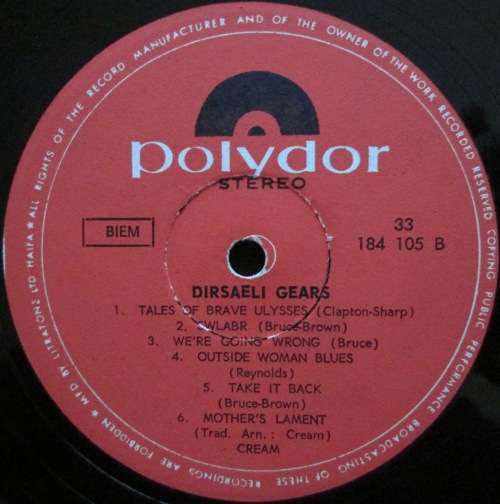 ALL RIGHTS OF THE RECORD MANUFACTURER AND OF THE OWNER OF THE WORK RECORDED RESERVED COPYING PUBLIC PERFORMANCE BROADCASTING OF THESE RECORDINGS ARE FORBIDDEN ★ MFD BY LITRATONE LTD HAIFA ★
polydor
STEREO
BIEM
33
184 105 B
DIRSAELI GEARS
1. TALES OF BRAVE ULYSSES (Clapton-Sharp)
2. SWLABR (Bruce-Brown)
3. WE'RE GOING WRONG (Bruce)
4. OUTSIDE WOMAN BLUES
(Reynolds)
5. TAKE IT BACK
(Bruce-Brown)
6. MOTHER'S LAMENT
(Trad. Arn.: Cream)
CREAM